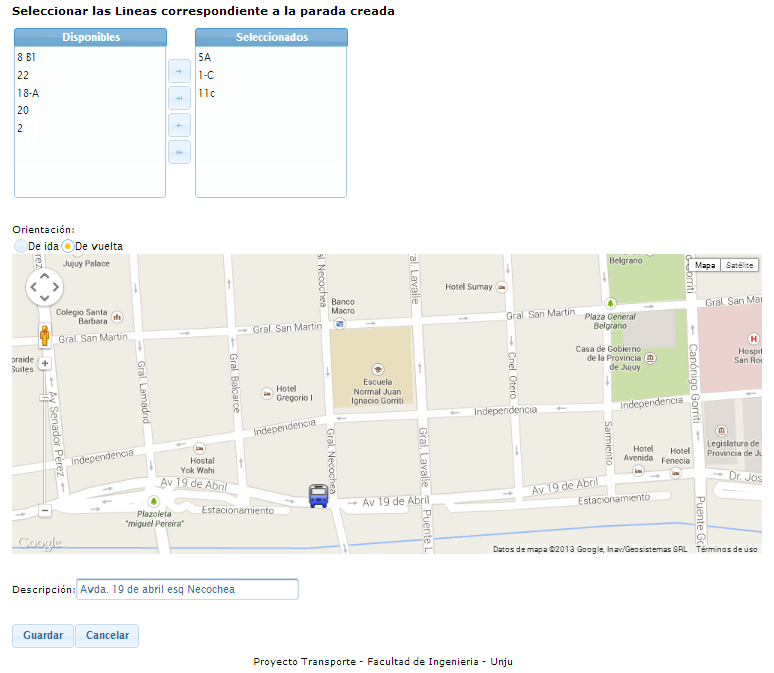 Seleccionar las Lineas correspondiente a la parada creada
Disponibles
Seleccionados
8 B1
22
18-A
20
2
5A
1-C
11c
Orientación:
De ida
De vuelta
Jujuy Palace
Belgrano
Mapa
Satélite
Hotel Sumay
Banco
Macro
Colegio Santa
Barbara
Gral. San Martín
Gral. San Martín
Gral. San Martín
Gral. San Mar
Plaza General
Belgrano
Casa de Gobierno
de la Provincia
de Jujuy
Hospit
San Ro
oraide
Suites
Escuela
Normal Juan
Ignacio Gorriti
Hotel
Gregorio I
Av Senador Pérez
Gral. Lamadrid
Gral. Balcarce
Gral. Necochea
Gral. Necochea
ral. Lavalle
Gral. Lavalle
Cnel. Otero
Sarmiento
Canónigo Gorriti
Gorriti
Independencia
Independencia
Independencia
Independencia
Hostal
Yok Wahi
Hotel
Avenida
Hotel
Fenecia
Legislatura de
Provincia de Ju
Av 19 de Abril
Av 19 de Abril
Av 19 de Abril
Dr. Jos
Estacionamiento
Estacionamiento
Plazoleta
"miguel Pereira"
Puente L
Puente Go
Google
Datos de mapa ©2013 Google, Inav/Geosistemas SRL
Términos de uso
Descripción:
Avda. 19 de abril esq Necochea
Guardar
Cancelar
Proyecto Transporte - Facultad de Ingenieria - Unju